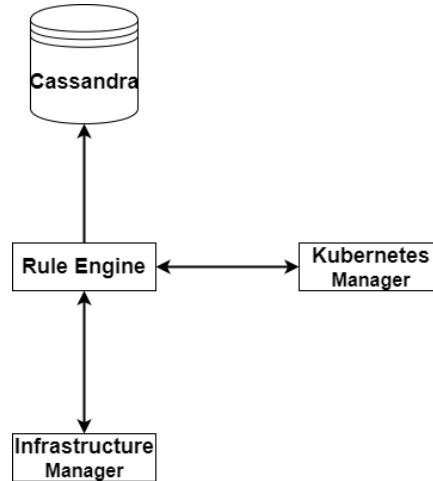 Cassandra
Rule Engine
Kubernetes
Manager
Infrastructure
Manager